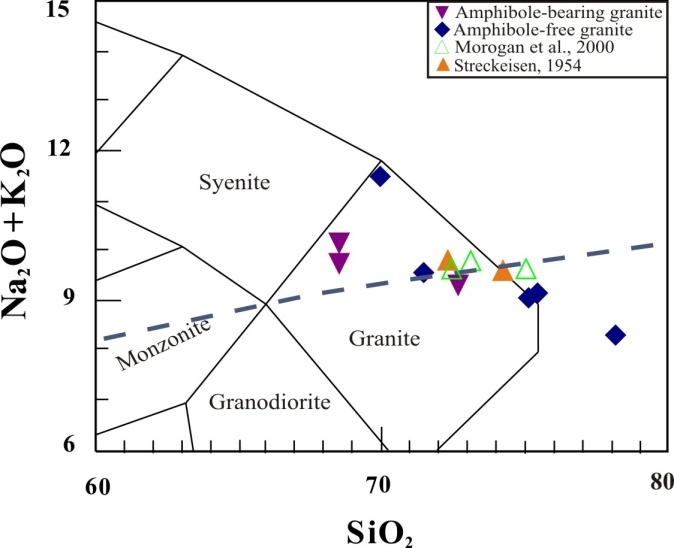 15
Amphibole-bearing granite
Amphibole-free granite
Morogan et al., 2000
Streckeisen, 1954
12
Na₂O+K₂O
Syenite
9
Monzonite
Granite
Granodiorite
6
60
70
80
SiO₂